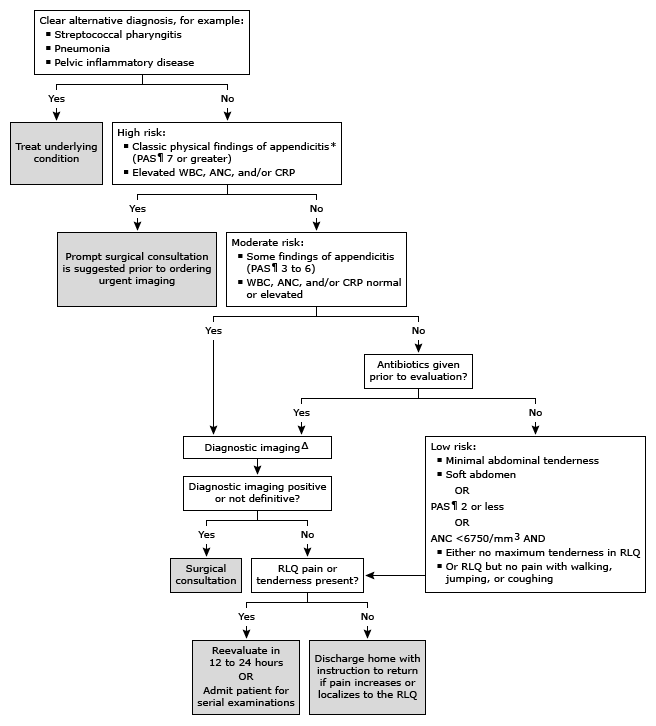 Clear alternative diagnosis, for example:
▪ Streptococcal pharyngitis
▪ Pneumonia
▪ Pelvic inflammatory disease
Yes
No
Treat underlying
condition
High risk:
▪ Classic physical findings of appendicitis*
(PAS¶ 7 or greater)
▪ Elevated WBC, ANC, and/or CRP
Yes
No
Prompt surgical consultation
is suggested prior to ordering
urgent imaging
Moderate risk:
▪ Some findings of appendicitis
(PAS¶ 3 to 6)
▪ WBC, ANC, and/or CRP normal
or elevated
Yes
No
Antibiotics given
prior to evaluation?
Yes
No
Diagnostic imagingΔ
Low risk:
▪ Minimal abdominal tenderness
▪ Soft abdomen
OR
PAS¶ 2 or less
OR
ANC <6750/mm3 AND
▪ Either no maximum tenderness in RLQ
▪ Or RLQ but no pain with walking,
jumping, or coughing
Diagnostic imaging positive
or not definitive?
Yes
No
Surgical
consultation
RLQ pain or
tenderness present?
Yes
No
Reevaluate in
12 to 24 hours
OR
Admit patient for
serial examinations
Discharge home with
instruction to return
if pain increases or
localizes to the RLQ